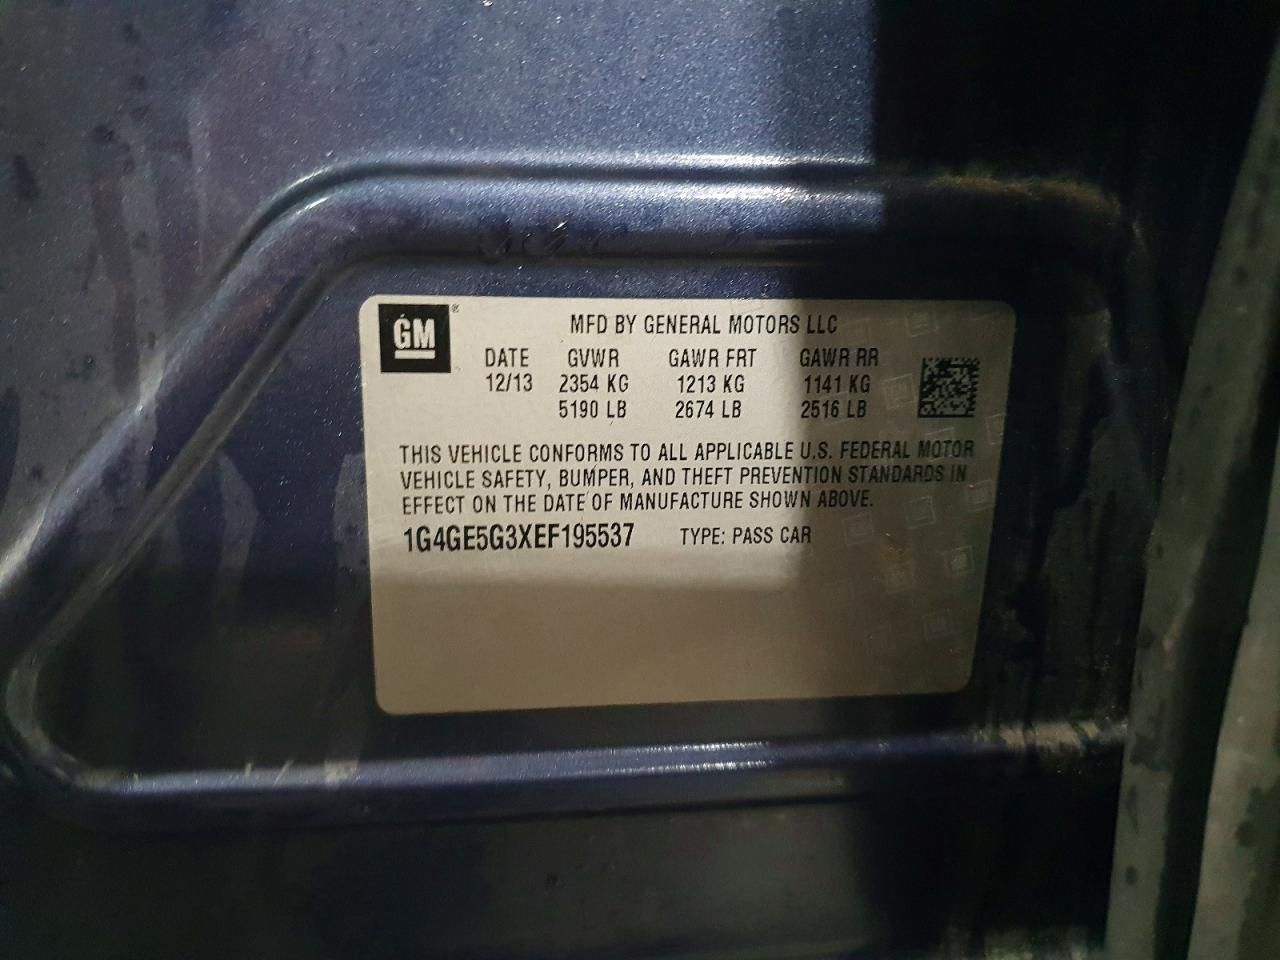 GM ®
MFD BY GENERAL MOTORS LLC
DATE GVWR GAWR FRT GAWR RR
12/13 2354 KG 1213 KG 1141 KG
5190 LB 2674 LB 2516 LB
THIS VEHICLE CONFORMS TO ALL APPLICABLE U.S. FEDERAL MOTOR
VEHICLE SAFETY, BUMPER, AND THEFT PREVENTION STANDARDS IN
EFFECT ON THE DATE OF MANUFACTURE SHOWN ABOVE.
1G4GE5G3XEF195537 TYPE: PASS CAR